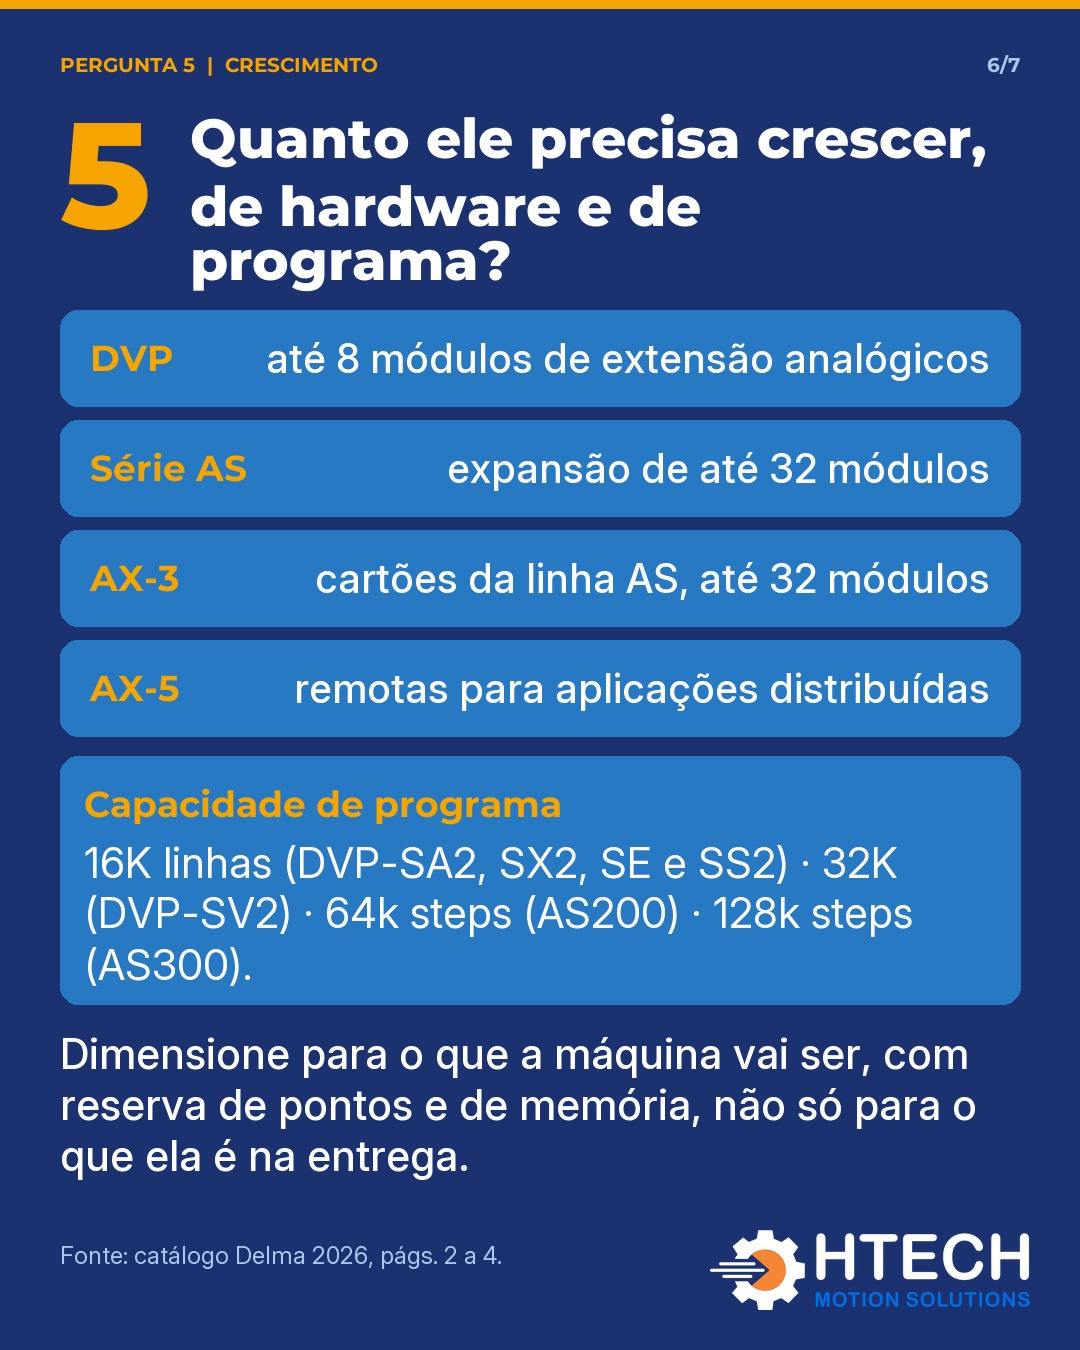 PERGUNTA 5 | CRESCIMENTO
6/7
5
Quanto ele precisa crescer,
de hardware e de
programa?
DVP
até 8 módulos de extensão analógicos
Série AS
expansão de até 32 módulos
AX-3
cartões da linha AS, até 32 módulos
AX-5
remotas para aplicações distribuídas
Capacidade de programa
16K linhas (DVP-SA2, SX2, SE e SS2) · 32K
(DVP-SV2) · 64k steps (AS200) · 128k steps
(AS300).
Dimensione para o que a máquina vai ser, com
reserva de pontos e de memória, não só para o
que ela é na entrega.
Fonte: catálogo Delma 2026, págs. 2 a 4.
HTECH
MOTION SOLUTIONS